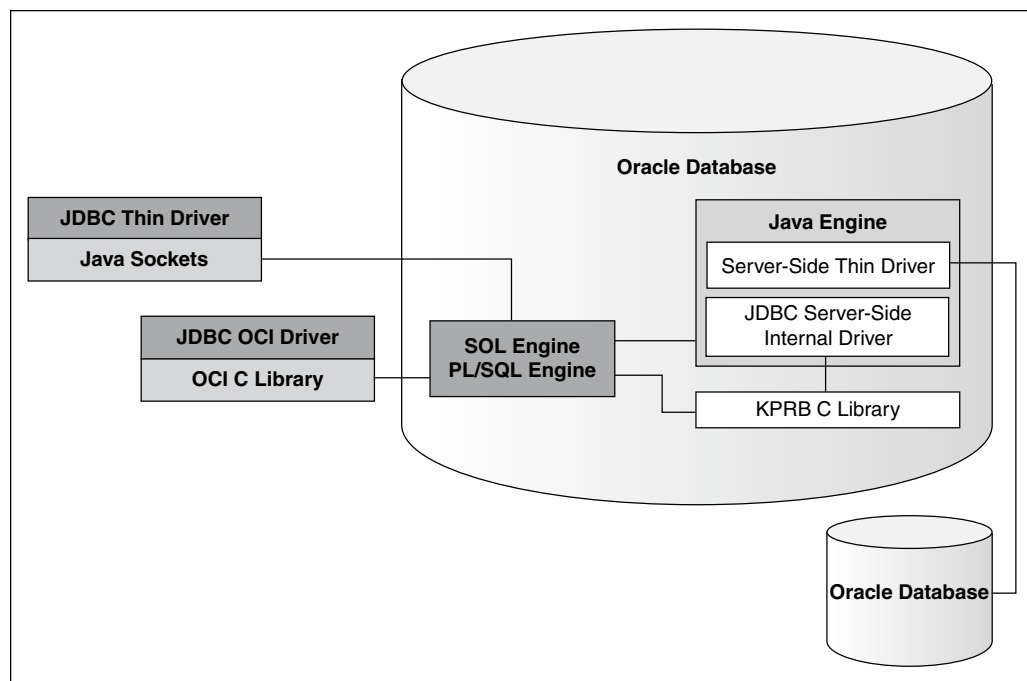 Oracle Database
JDBC Thin Driver
Java Sockets
Java Engine
Server-Side Thin Driver
JDBC OCI Driver
OCI C Library
SOL Engine
PL/SQL Engine
JDBC Server-Side
Internal Driver
KPRB C Library
Oracle Database